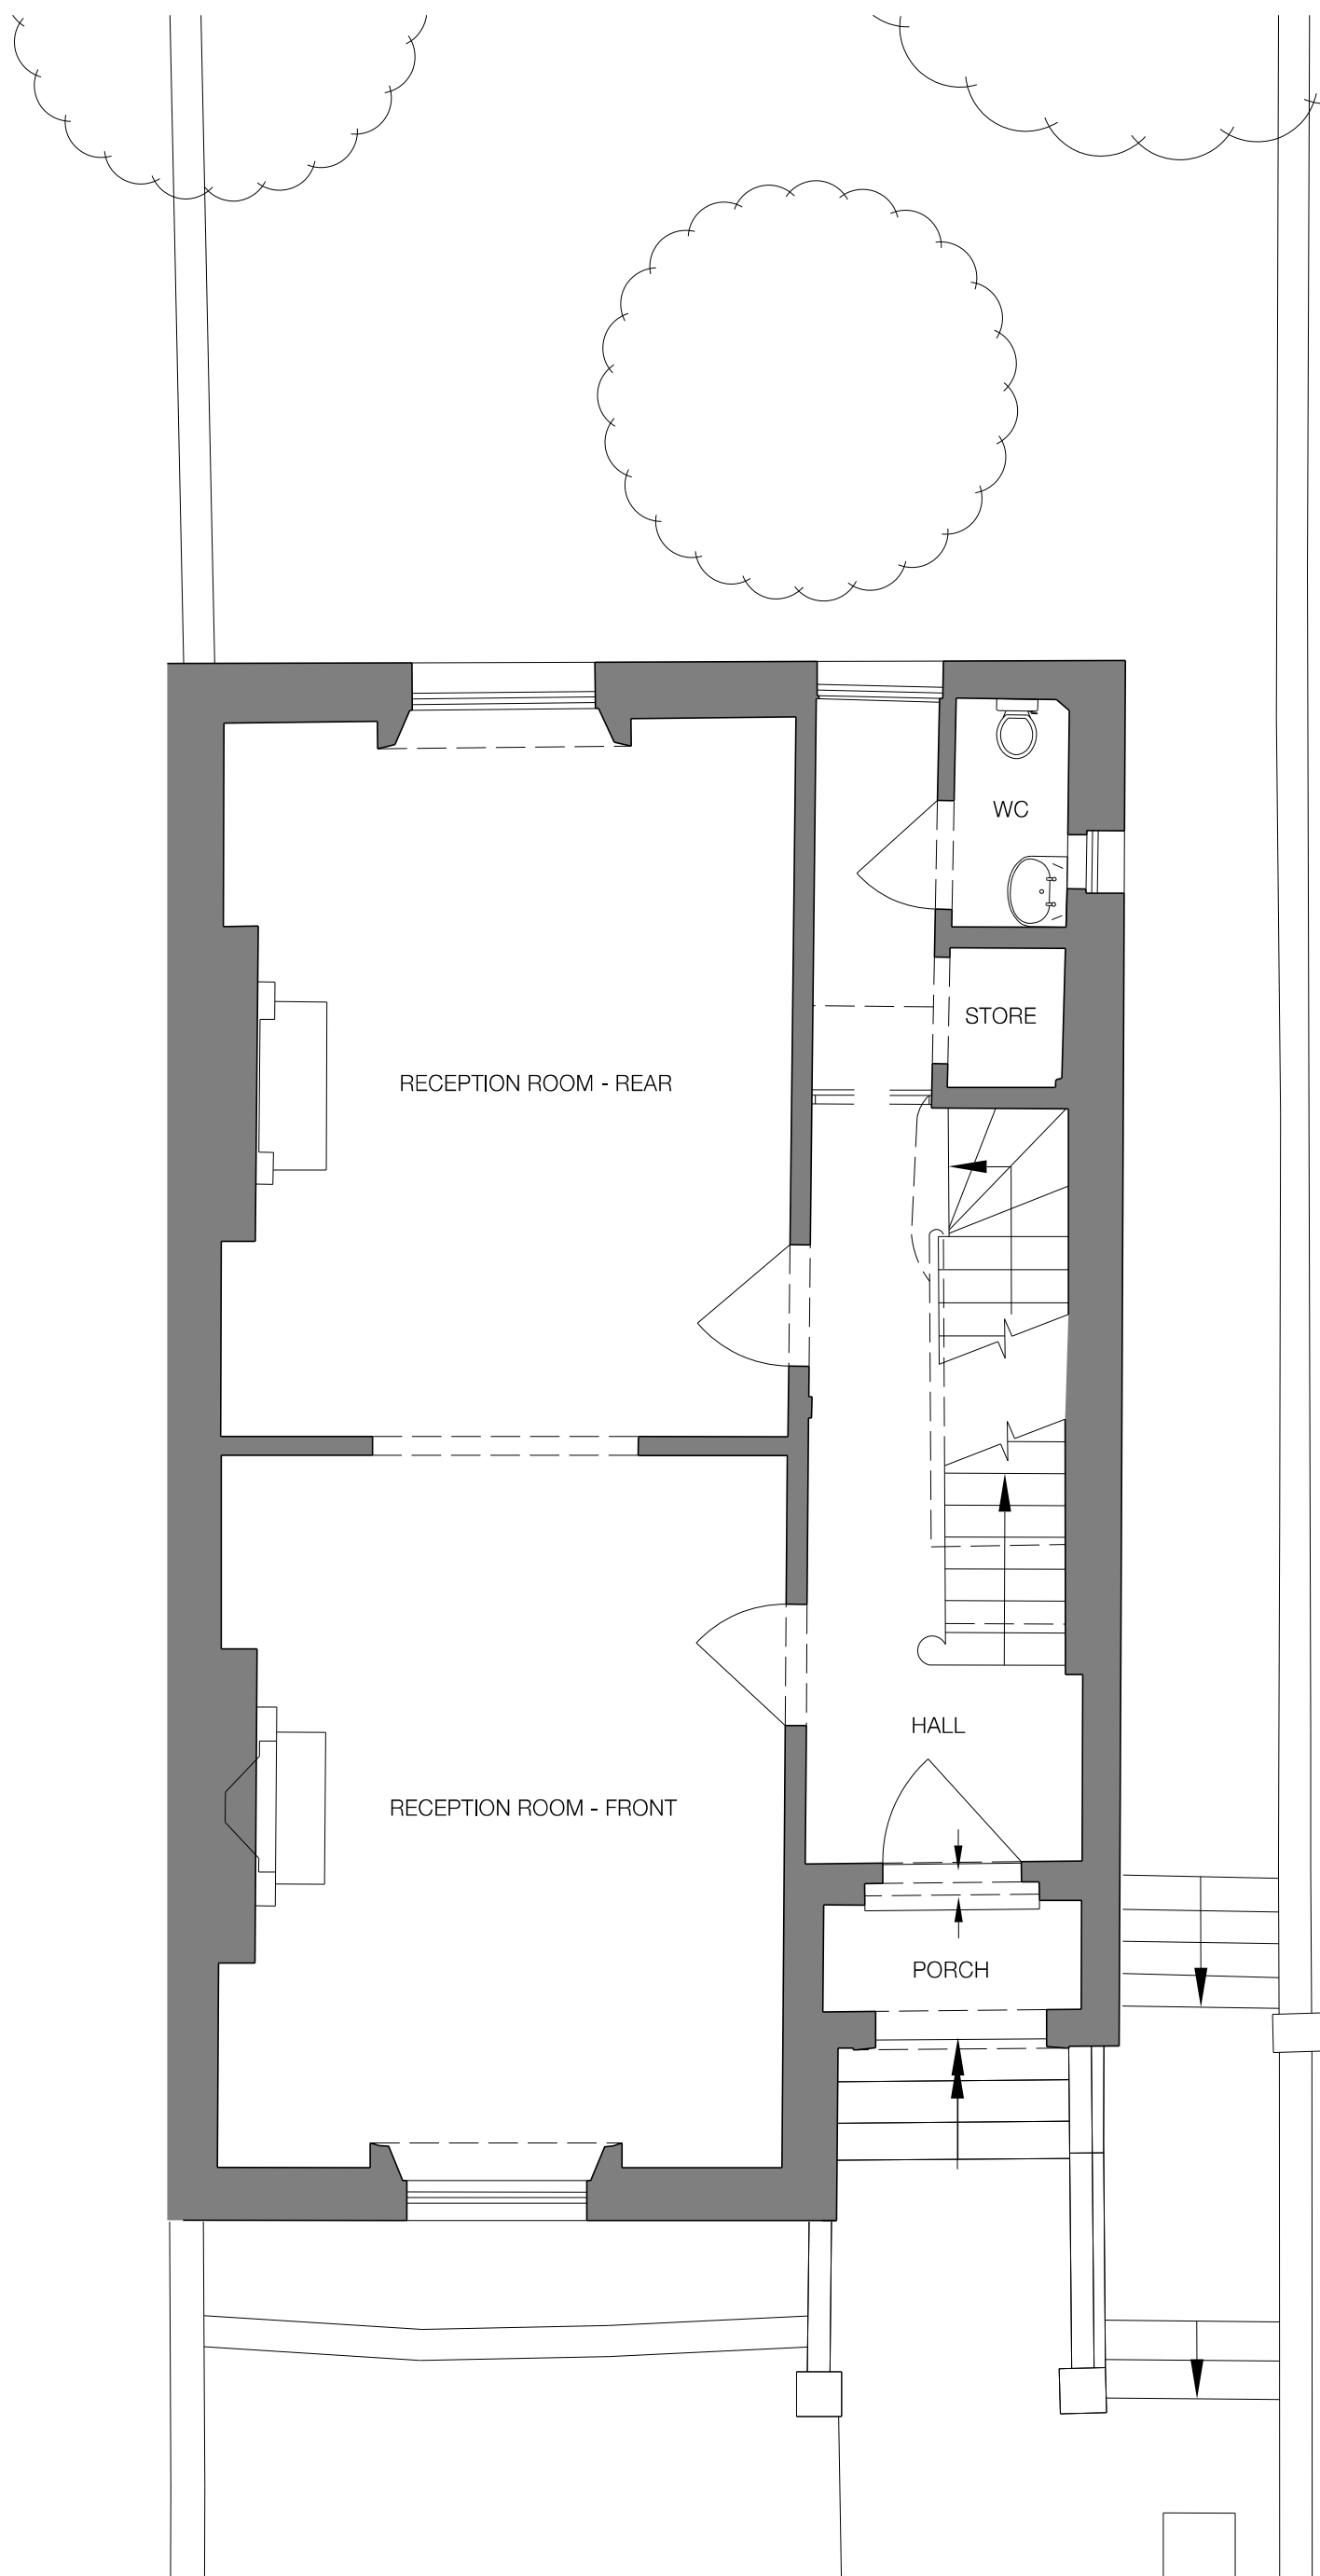 WC
STORE
RECEPTION ROOM - REAR
HALL
RECEPTION ROOM - FRONT
PORCH